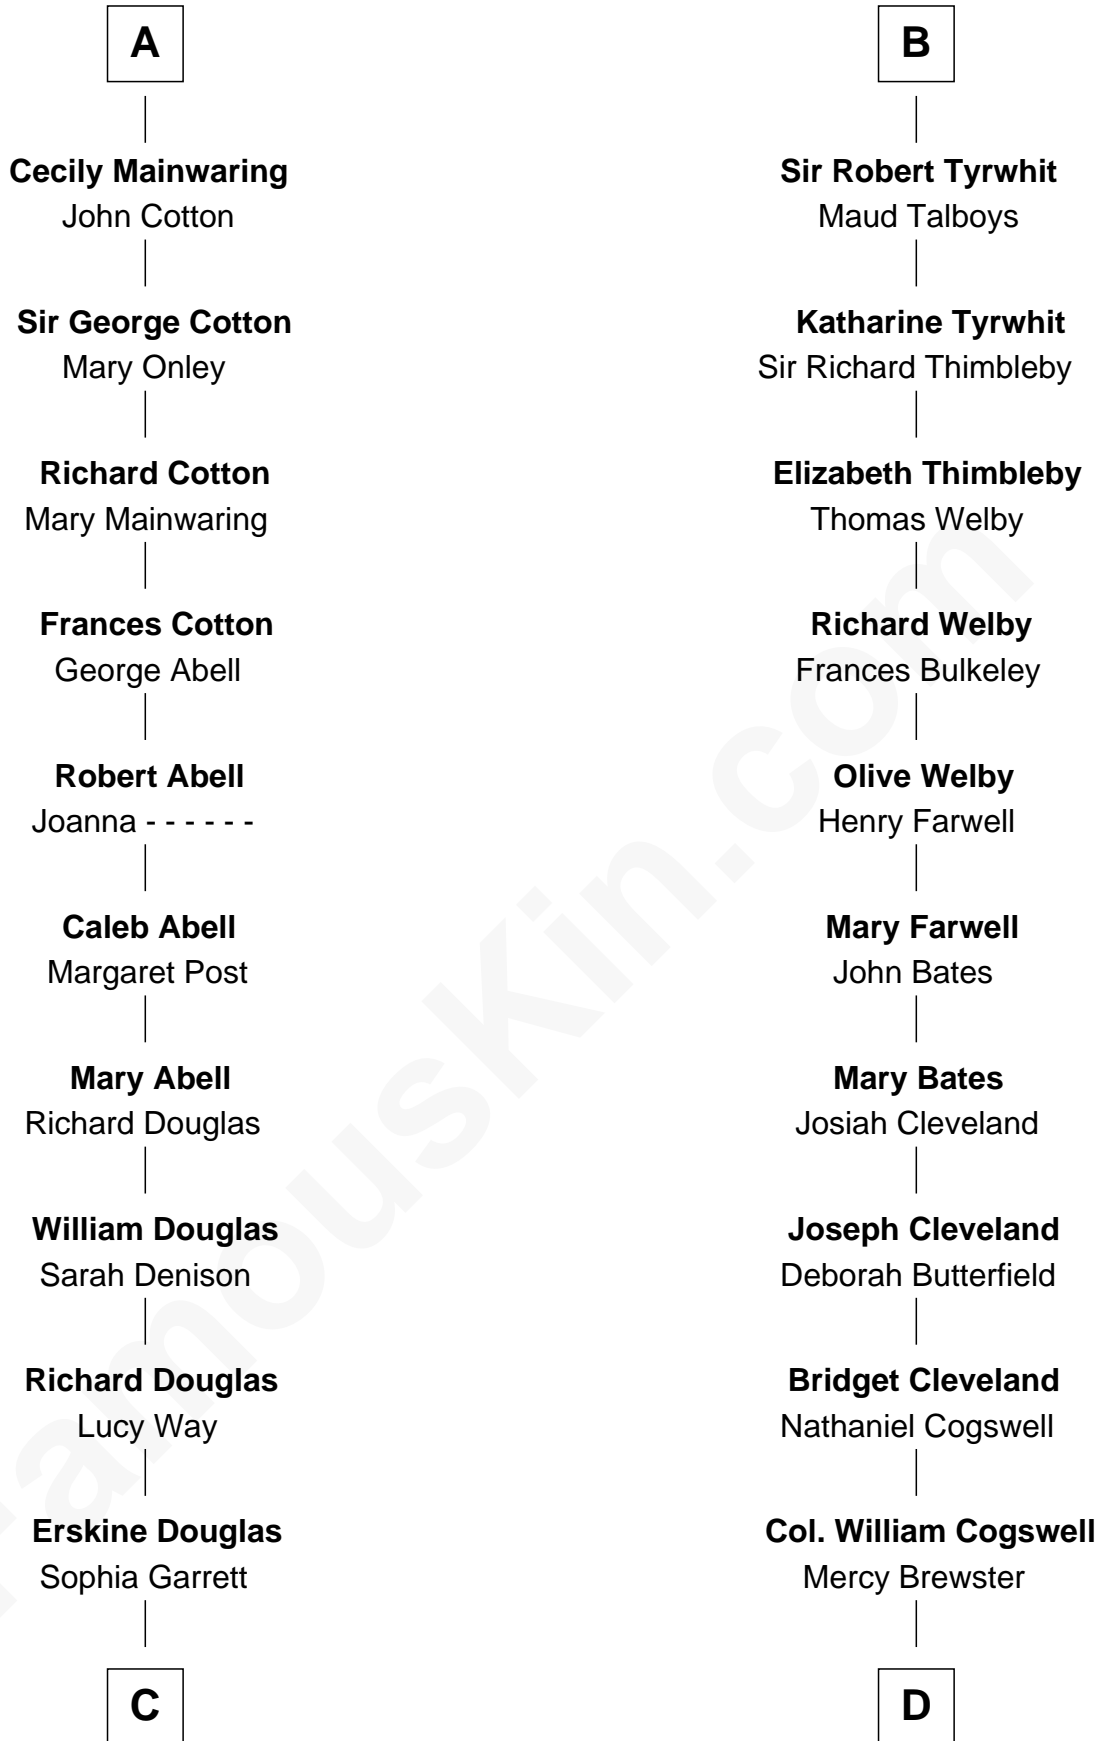 A
Cecily Mainwaring
John Cotton
Sir George Cotton
Mary Onley
Richard Cotton
Mary Mainwaring
Frances Cotton
George Abell
Robert Abell
Joanna - - - - - -
Caleb Abell
Margaret Post
Mary Abell
Richard Douglas
William Douglas
Sarah Denison
Richard Douglas
Lucy Way
Erskine Douglas
Sophia Garrett
C
B
Sir Robert Tyrwhit
Maud Talboys
Katharine Tyrwhit
Sir Richard Thimbleby
Elizabeth Thimbleby
Thomas Welby
Richard Welby
Frances Bulkeley
Olive Welby
Henry Farwell
Mary Farwell
John Bates
Mary Bates
Josiah Cleveland
Joseph Cleveland
Deborah Butterfield
Bridget Cleveland
Nathaniel Cogswell
Col. William Cogswell
Mercy Brewster
D
FamousKin.com